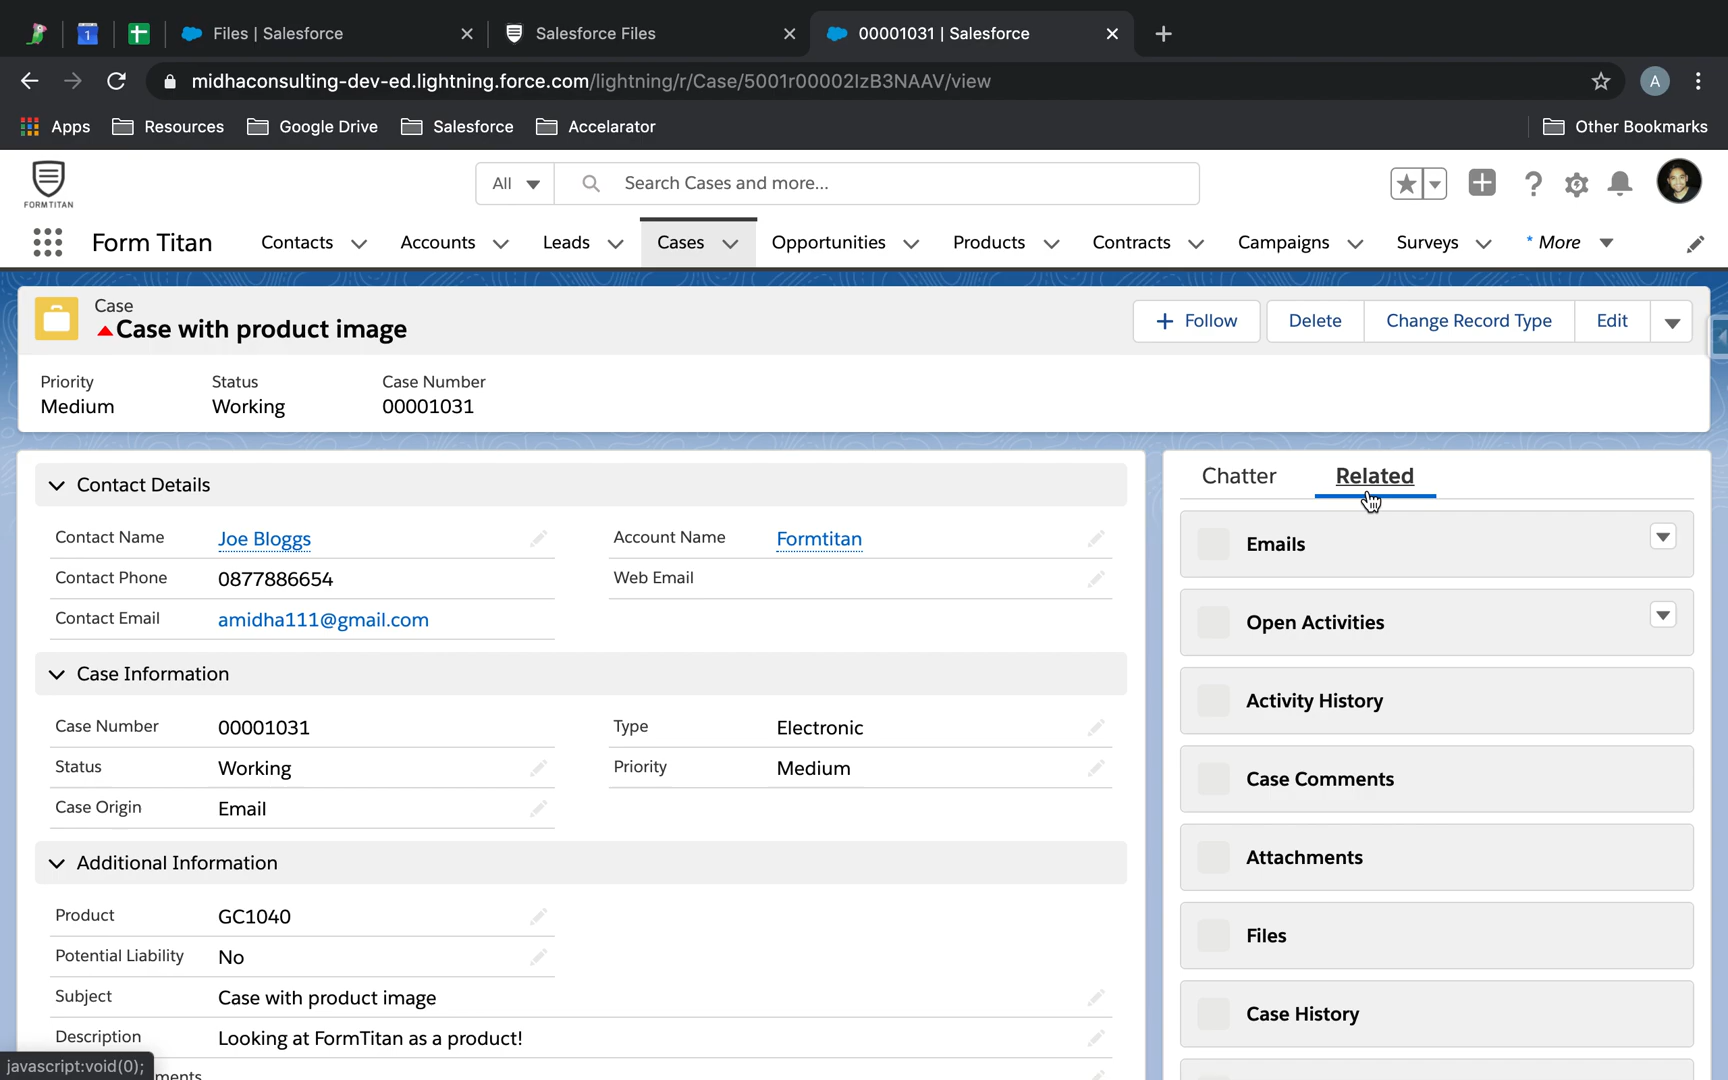 Files | Salesforce
Salesforce Files
00001031 | Salesforce
1
midhaconsulting-dev-ed.lightning.force.com/lightning/r/Case/5001r00002IzB3NAAV/view
A
Apps Resources Google Drive Salesforce Accelarator Other Bookmarks
FORMTITAN
All
Search Cases and more...
Form Titan Contacts Accounts Leads Cases Opportunities Products Contracts Campaigns Surveys * More
Case
Case with product image
+ Follow Delete Change Record Type Edit
Priority Status Case Number
Medium Working 00001031
Contact Details
Contact Name Joe Bloggs Account Name Formtitan
Contact Phone 0877886654 Web Email
Contact Email amidha111@gmail.com
Case Information
Case Number 00001031 Type Electronic
Status Working Priority Medium
Case Origin Email
Additional Information
Product GC1040
Potential Liability No
Subject Case with product image
Description Looking at FormTitan as a product!
javascript:void(0);
Chatter Related
Emails
Open Activities
Activity History
Case Comments
Attachments
Files
Case History